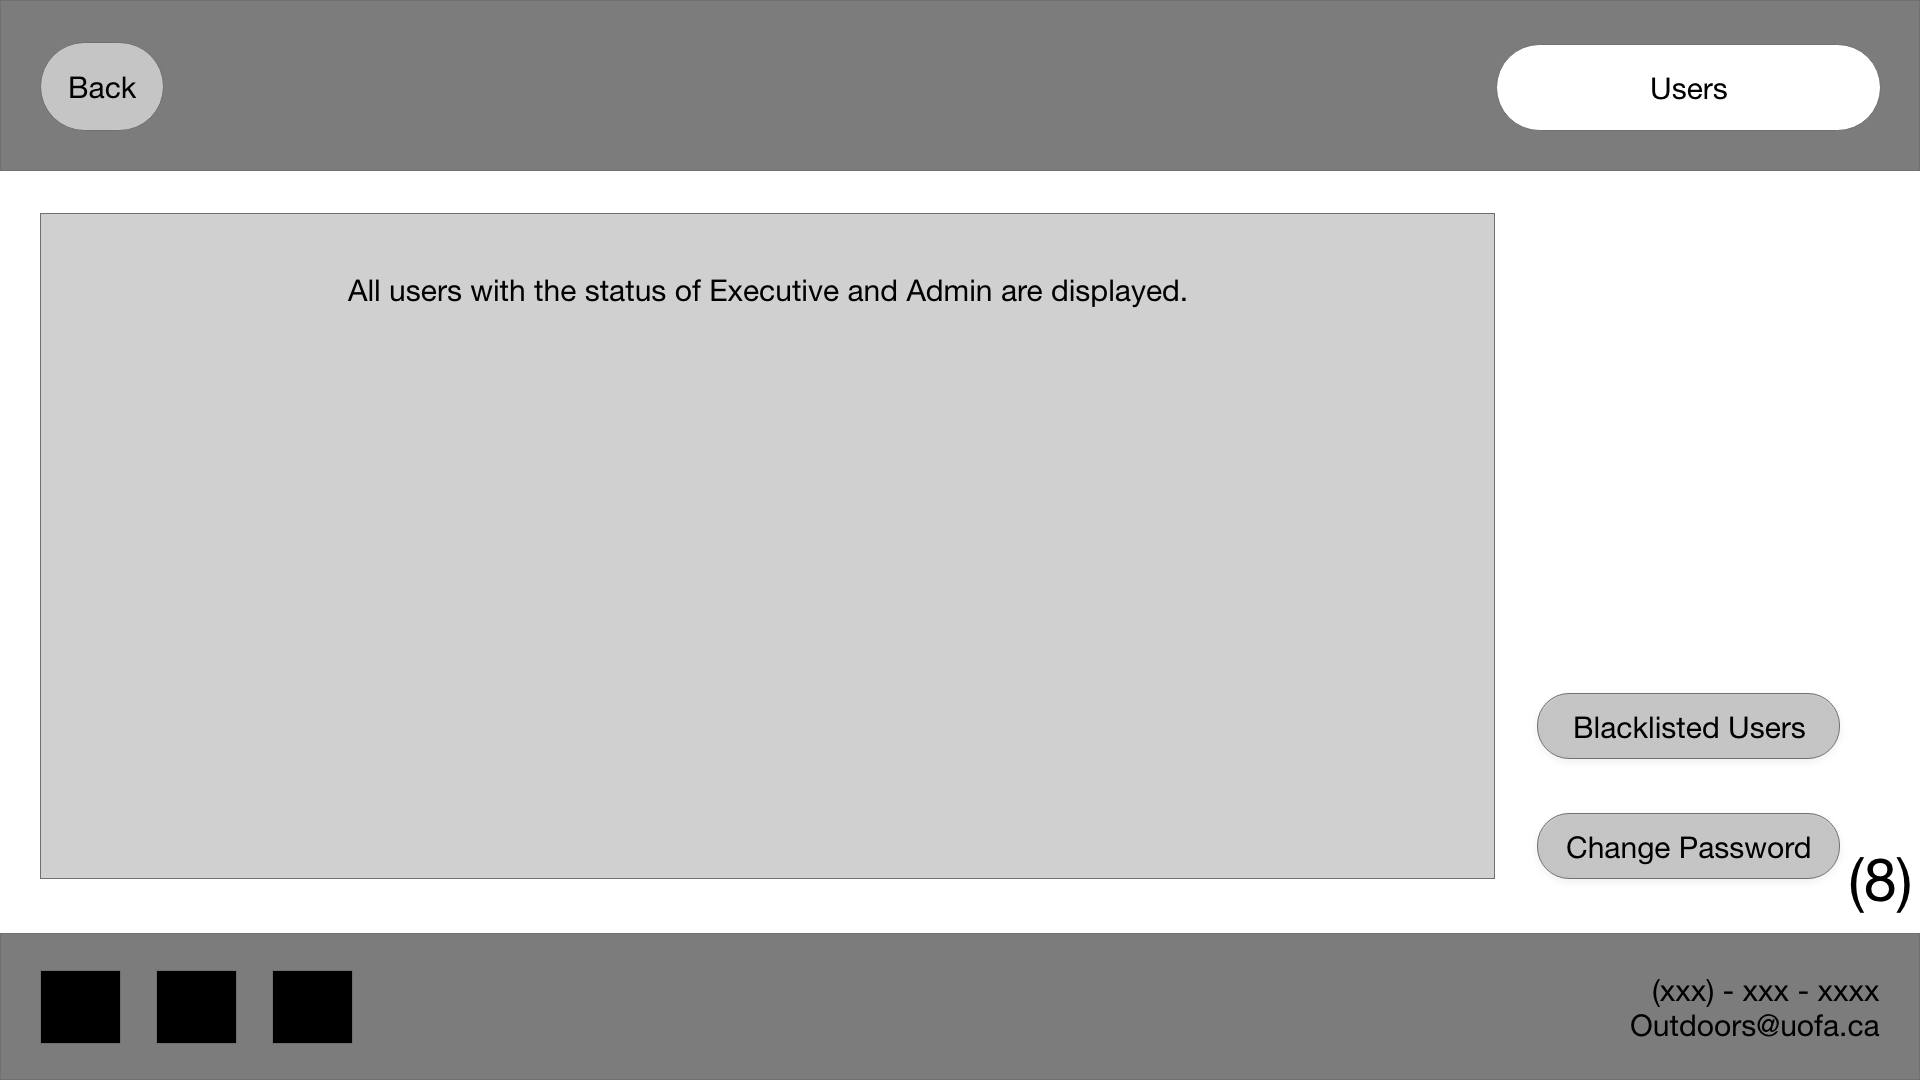 Back
Users
All users with the status of Executive and Admin are displayed.
Blacklisted Users
Change Password
(8)
(xxx) - xxx - xxxx
Outdoors@uofa.ca